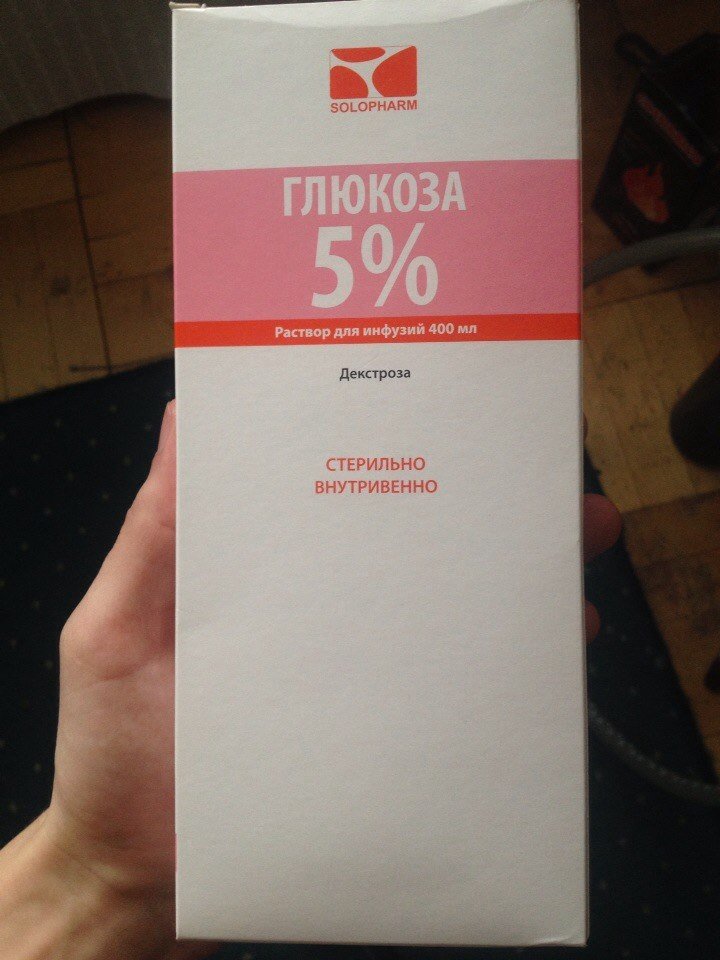 SOLOPHARM
ГЛЮКОЗА
5%
Раствор для инфузий 400 мл
Декстроза
СТЕРИЛЬНО
ВНУТРИВЕННО